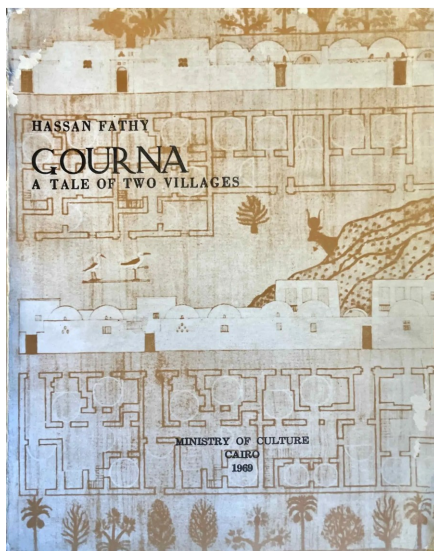 HASSAN FATHY
GOURNA
A TALE OF TWO VILLAGES
MINISTRY OF CULTURE
CAIRO
1969